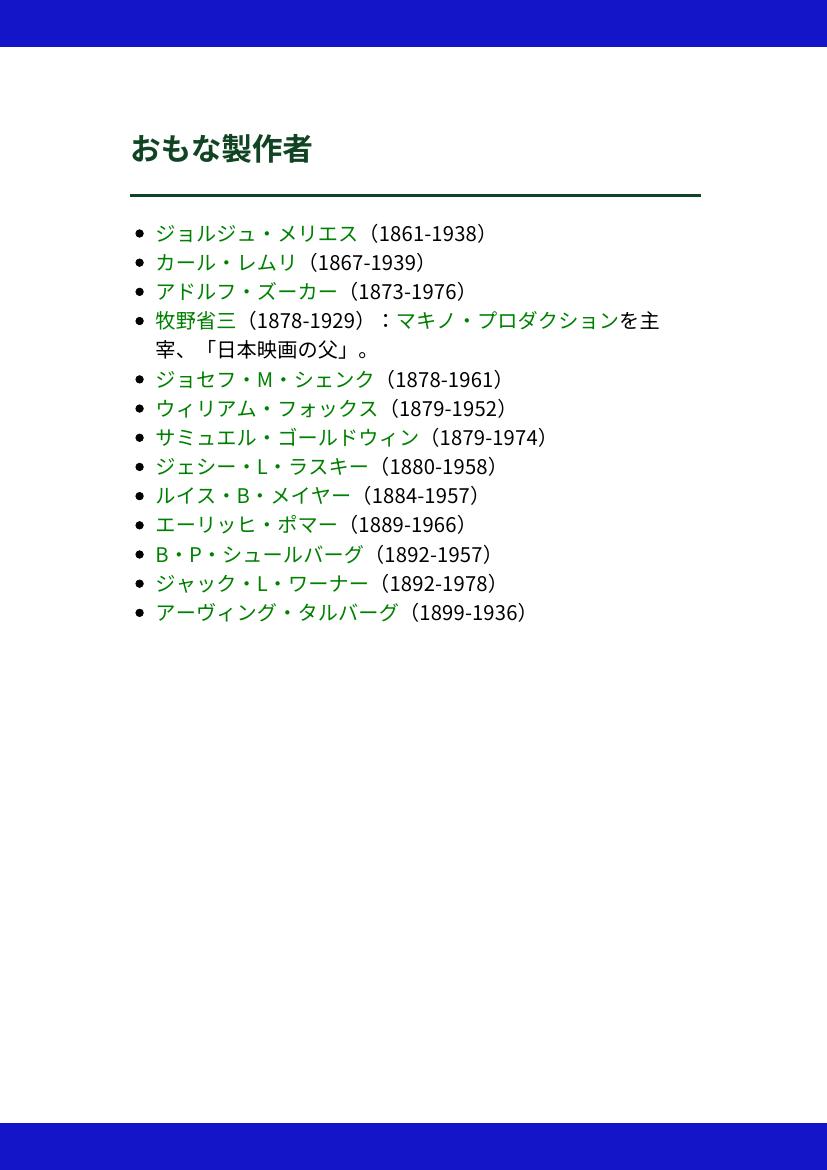 おもな製作者
ジョルジュ・メリエス（1861-1938）
カール・レムリ（1867-1939）
アドルフ・ズーカー（1873-1976）
牧野省三（1878-1929）：マキノ・プロダクションを主
宰、「日本映画の父」。
ジョセフ・M・シェンク（1878-1961）
ウィリアム・フォックス（1879-1952）
サミュエル・ゴールドウィン（1879-1974）
ジェシー・L・ラスキー（1880-1958）
ルイス・B・メイヤー（1884-1957）
エーリッヒ・ポマー（1889-1966）
B・P・シュールバーグ（1892-1957）
ジャック・L・ワーナー（1892-1978）
アーヴィング・タルバーグ（1899-1936）